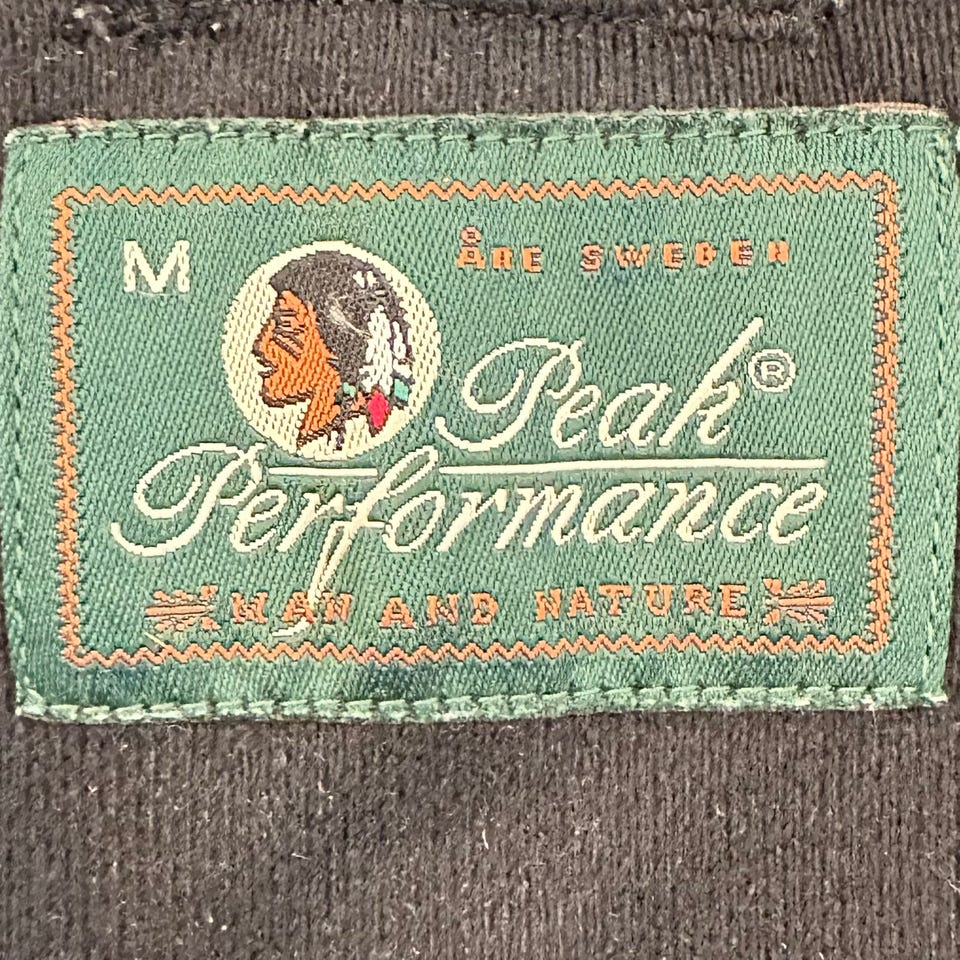 M
ÅRE SWEDEN
Peak®
Performance
MAN AND NATURE